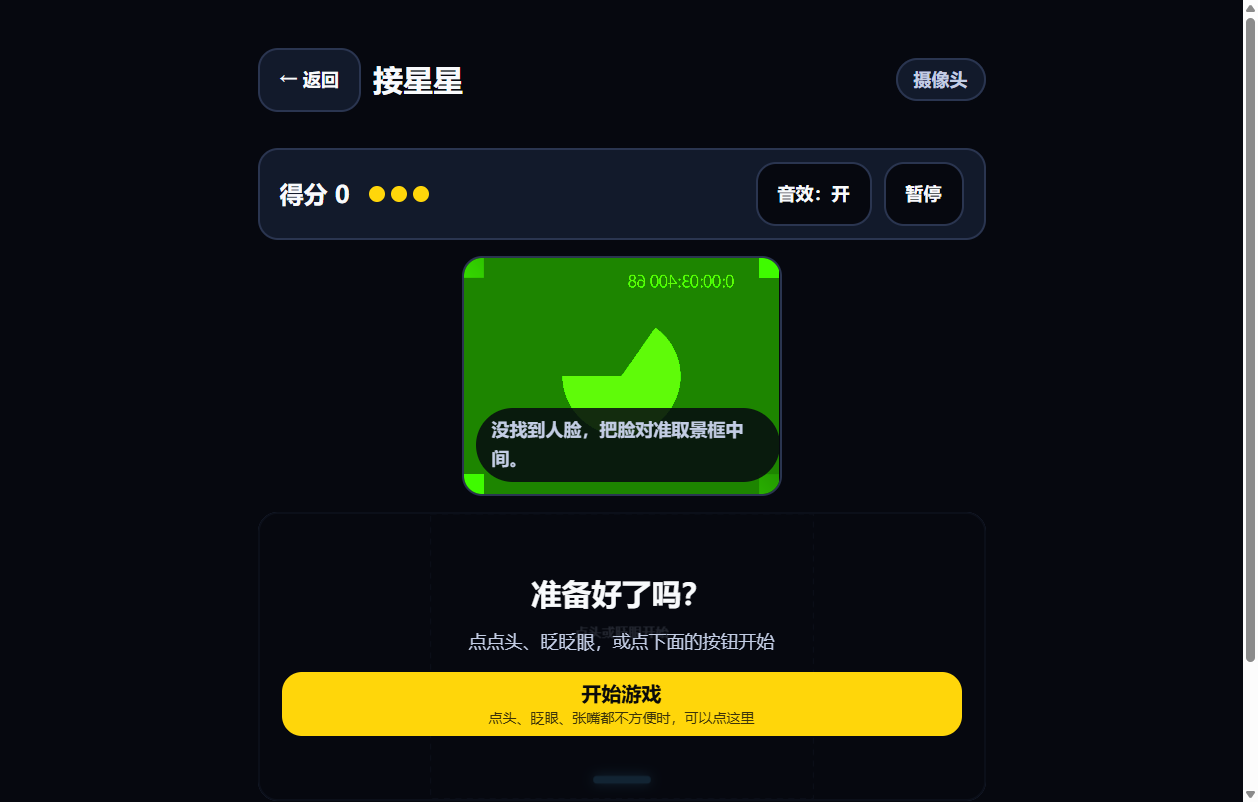 ← 返回
接星星
摄像头
得分 0
音效：开
暂停
0:00:03:400 68
没找到人脸，把脸对准取景框中
间。
准备好了吗？
点点头、眨眨眼，或点下面的按钮开始
开始游戏
点头、眨眼、张嘴都不方便时，可以点这里